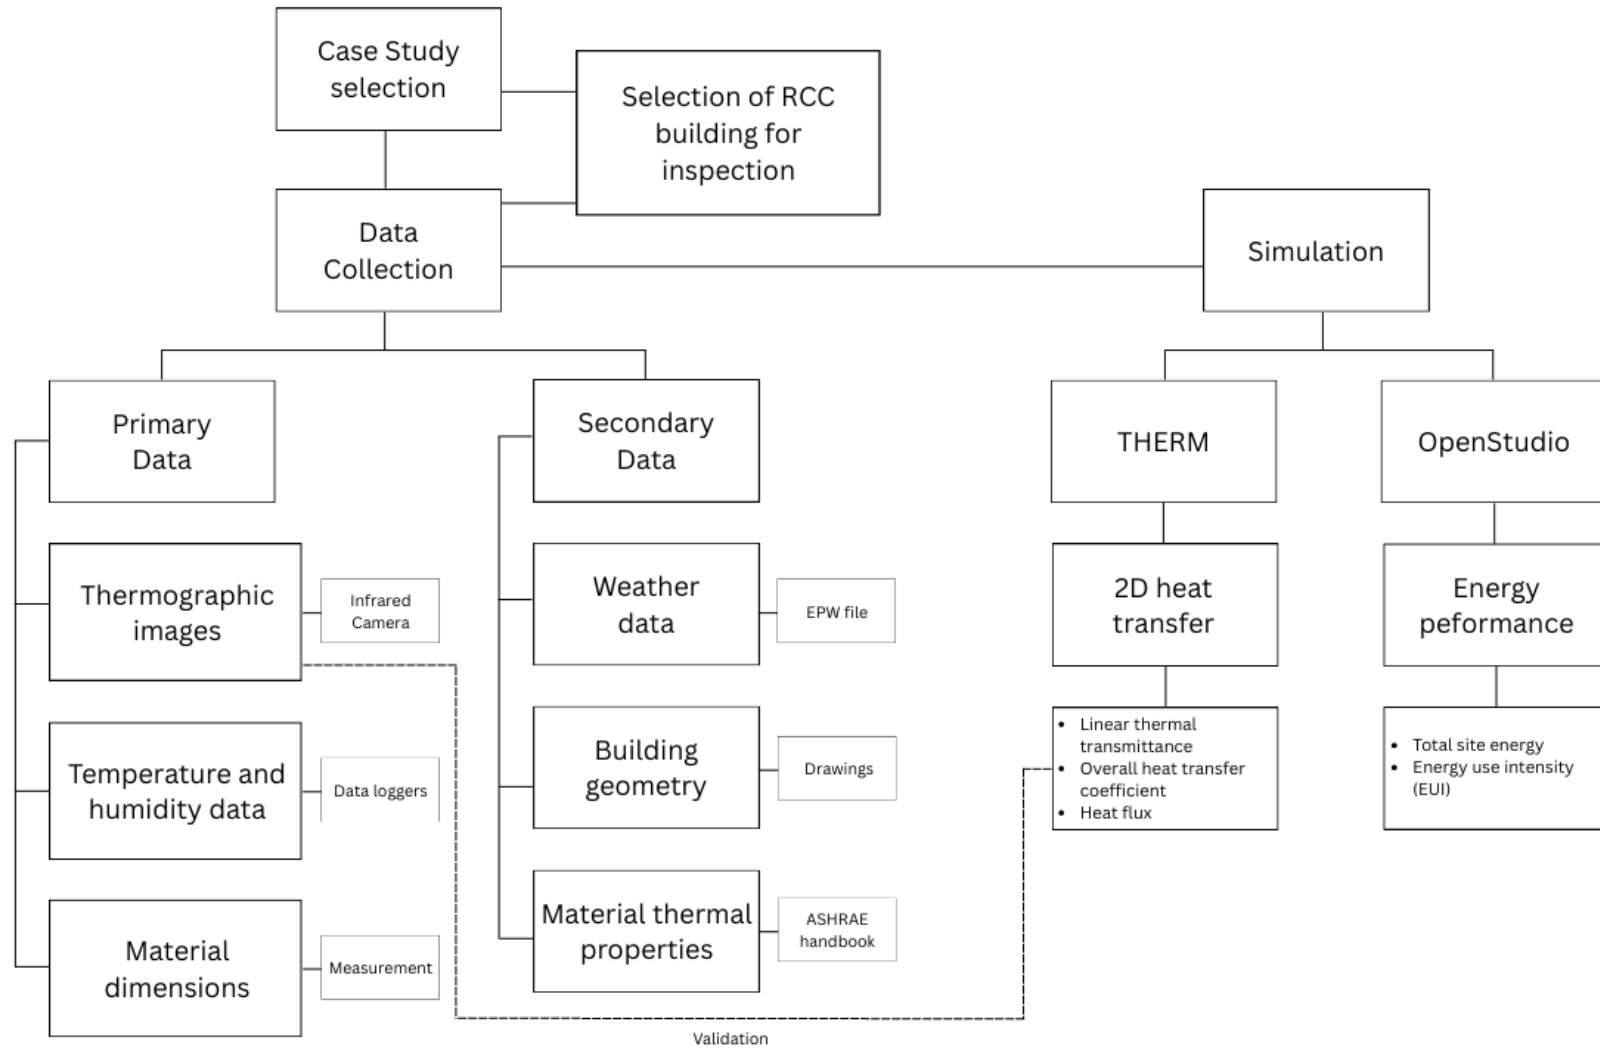 Case Study
selection
Selection of RCC
building for
inspection
Data
Collection
Simulation
Primary
Data
Secondary
Data
THERM
OpenStudio
Thermographic
images
Infrared
Camera
Weather
data
EPW file
2D heat
transfer
Energy
peformance
Temperature and
humidity data
Data loggers
Building
geometry
Drawings
• Linear thermal
transmittance
• Overall heat transfer
coefficient
• Heat flux
• Total site energy
• Energy use intensity
(EUI)
Material
dimensions
Measurement
Material thermal
properties
ASHRAE
handbook
Validation